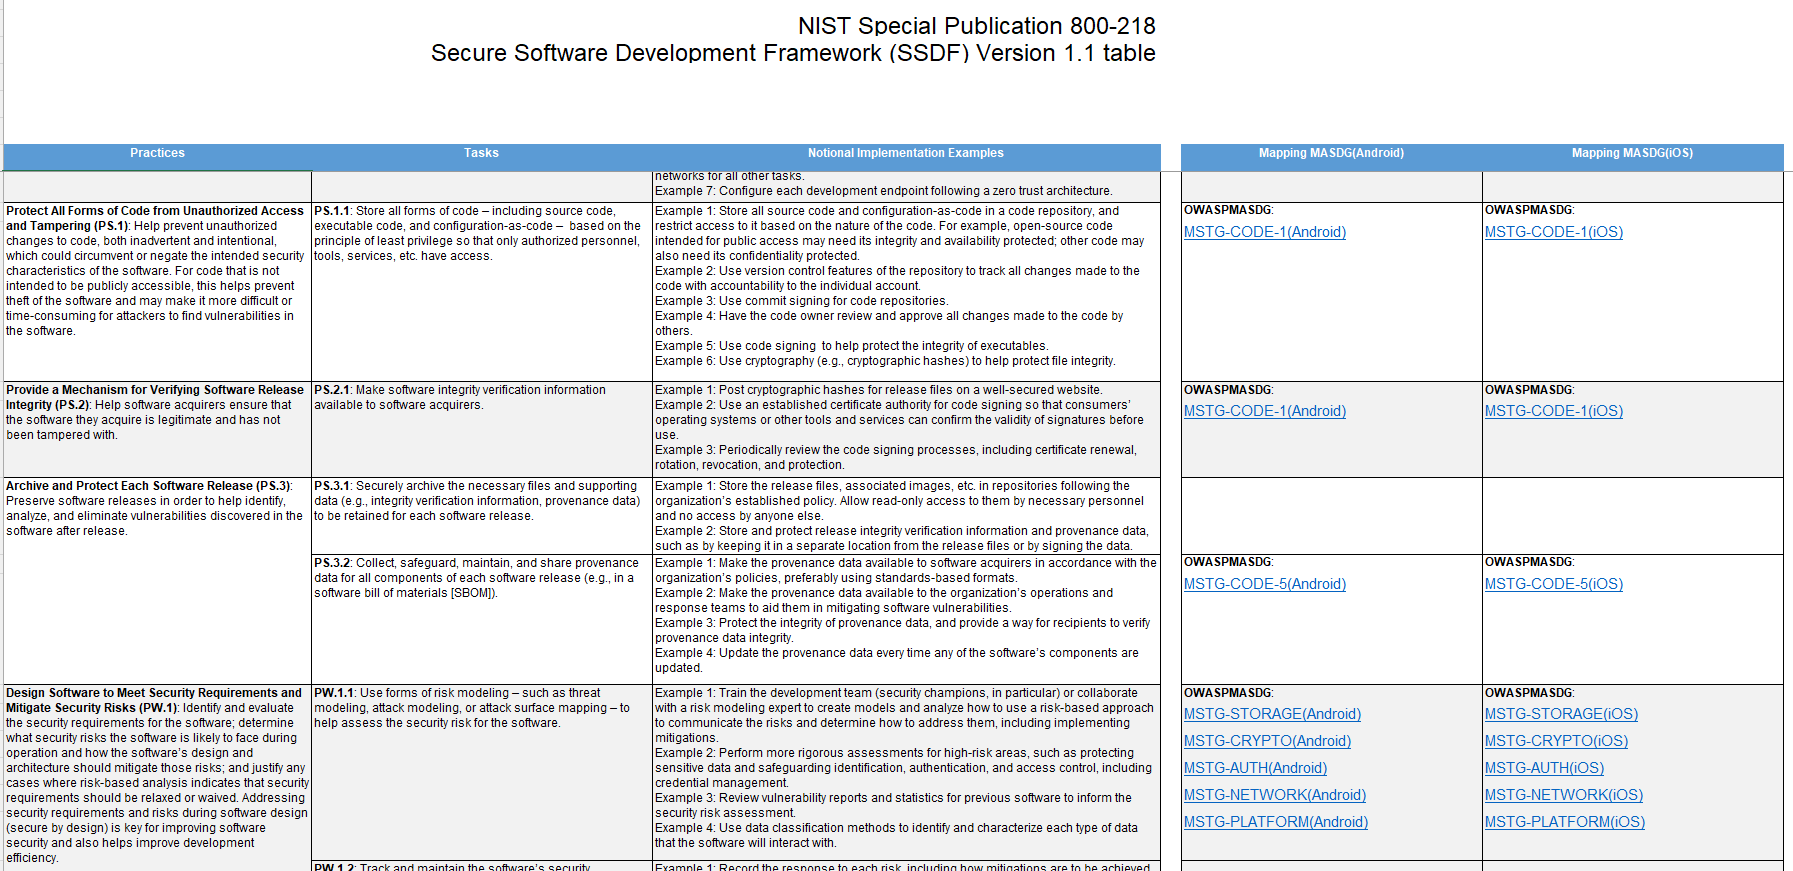 NIST Special Publication 800-218
Secure Software Development Framework (SSDF) Version 1.1 table
Practices
Tasks
Notional Implementation Examples
Mapping MASDG(Android)
Mapping MASDG(iOS)
networks for all other tasks.
Example 7: Configure each development endpoint following a zero trust architecture.
Protect All Forms of Code from Unauthorized Access
and Tampering (PS.1): Help prevent unauthorized
changes to code, both inadvertent and intentional,
which could circumvent or negate the intended security
characteristics of the software. For code that is not
intended to be publicly accessible, this helps prevent
theft of the software and may make it more difficult or
time-consuming for attackers to find vulnerabilities in
the software.
PS.1.1: Store all forms of code – including source code,
executable code, and configuration-as-code –  based on the
principle of least privilege so that only authorized personnel,
tools, services, etc. have access.
Example 1: Store all source code and configuration-as-code in a code repository, and
restrict access to it based on the nature of the code. For example, open-source code
intended for public access may need its integrity and availability protected; other code may
also need its confidentiality protected.
Example 2: Use version control features of the repository to track all changes made to the
code with accountability to the individual account.
Example 3: Use commit signing for code repositories.
Example 4: Have the code owner review and approve all changes made to the code by
others.
Example 5: Use code signing  to help protect the integrity of executables.
Example 6: Use cryptography (e.g., cryptographic hashes) to help protect file integrity.
OWASPMASDG:
MSTG-CODE-1(Android)
OWASPMASDG:
MSTG-CODE-1(iOS)
Provide a Mechanism for Verifying Software Release
Integrity (PS.2): Help software acquirers ensure that
the software they acquire is legitimate and has not
been tampered with.
PS.2.1: Make software integrity verification information
available to software acquirers.
Example 1: Post cryptographic hashes for release files on a well-secured website.
Example 2: Use an established certificate authority for code signing so that consumers'
operating systems or other tools and services can confirm the validity of signatures before
use.
Example 3: Periodically review the code signing processes, including certificate renewal,
rotation, revocation, and protection.
OWASPMASDG:
MSTG-CODE-1(Android)
OWASPMASDG:
MSTG-CODE-1(iOS)
Archive and Protect Each Software Release (PS.3):
Preserve software releases in order to help identify,
analyze, and eliminate vulnerabilities discovered in the
software after release.
PS.3.1: Securely archive the necessary files and supporting
data (e.g., integrity verification information, provenance data)
to be retained for each software release.
Example 1: Store the release files, associated images, etc. in repositories following the
organization's established policy. Allow read-only access to them by necessary personnel
and no access by anyone else.
Example 2: Store and protect release integrity verification information and provenance data,
such as by keeping it in a separate location from the release files or by signing the data.
PS.3.2: Collect, safeguard, maintain, and share provenance
data for all components of each software release (e.g., in a
software bill of materials [SBOM]).
Example 1: Make the provenance data available to software acquirers in accordance with the
organization's policies, preferably using standards-based formats.
Example 2: Make the provenance data available to the organization's operations and
response teams to aid them in mitigating software vulnerabilities.
Example 3: Protect the integrity of provenance data, and provide a way for recipients to verify
provenance data integrity.
Example 4: Update the provenance data every time any of the software's components are
updated.
OWASPMASDG:
MSTG-CODE-5(Android)
OWASPMASDG:
MSTG-CODE-5(iOS)
Design Software to Meet Security Requirements and
Mitigate Security Risks (PW.1): Identify and evaluate
the security requirements for the software; determine
what security risks the software is likely to face during
operation and how the software's design and
architecture should mitigate those risks; and justify any
cases where risk-based analysis indicates that security
requirements should be relaxed or waived. Addressing
security requirements and risks during software design
(secure by design) is key for improving software
security and also helps improve development
efficiency.
PW.1.1: Use forms of risk modeling – such as threat
modeling, attack modeling, or attack surface mapping – to
help assess the security risk for the software.
Example 1: Train the development team (security champions, in particular) or collaborate
with a risk modeling expert to create models and analyze how to use a risk-based approach
to communicate the risks and determine how to address them, including implementing
mitigations.
Example 2: Perform more rigorous assessments for high-risk areas, such as protecting
sensitive data and safeguarding identification, authentication, and access control, including
credential management.
Example 3: Review vulnerability reports and statistics for previous software to inform the
security risk assessment.
Example 4: Use data classification methods to identify and characterize each type of data
that the software will interact with.
OWASPMASDG:
MSTG-STORAGE(Android)
MSTG-CRYPTO(Android)
MSTG-AUTH(Android)
MSTG-NETWORK(Android)
MSTG-PLATFORM(Android)
OWASPMASDG:
MSTG-STORAGE(iOS)
MSTG-CRYPTO(iOS)
MSTG-AUTH(iOS)
MSTG-NETWORK(iOS)
MSTG-PLATFORM(iOS)
PW.1.2: Track and maintain the software's security
Example 1: Record the response to each risk, including how mitigations are to be achieved